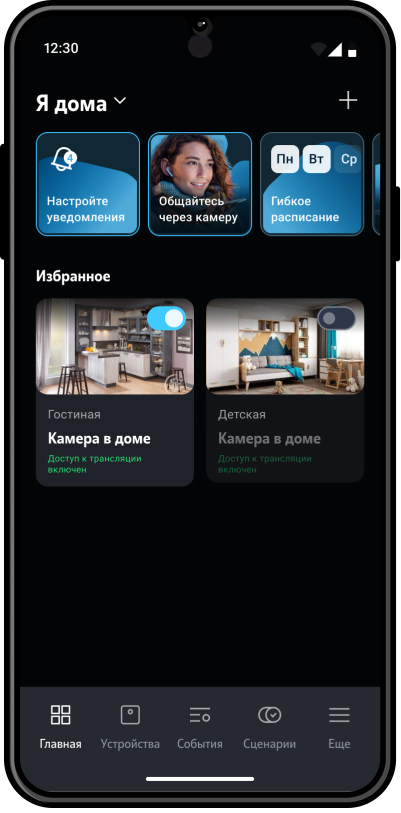 12:30
Я дома
4
Настройте
уведомления
Общайтесь
через камеру
Пн Вт Ср
Гибкое
расписание
Избранное
Гостиная
Камера в доме
Доступ к трансляции
включен
Детская
Камера в доме
Доступ к трансляции
включен
Главная Устройства События Сценарии Еще